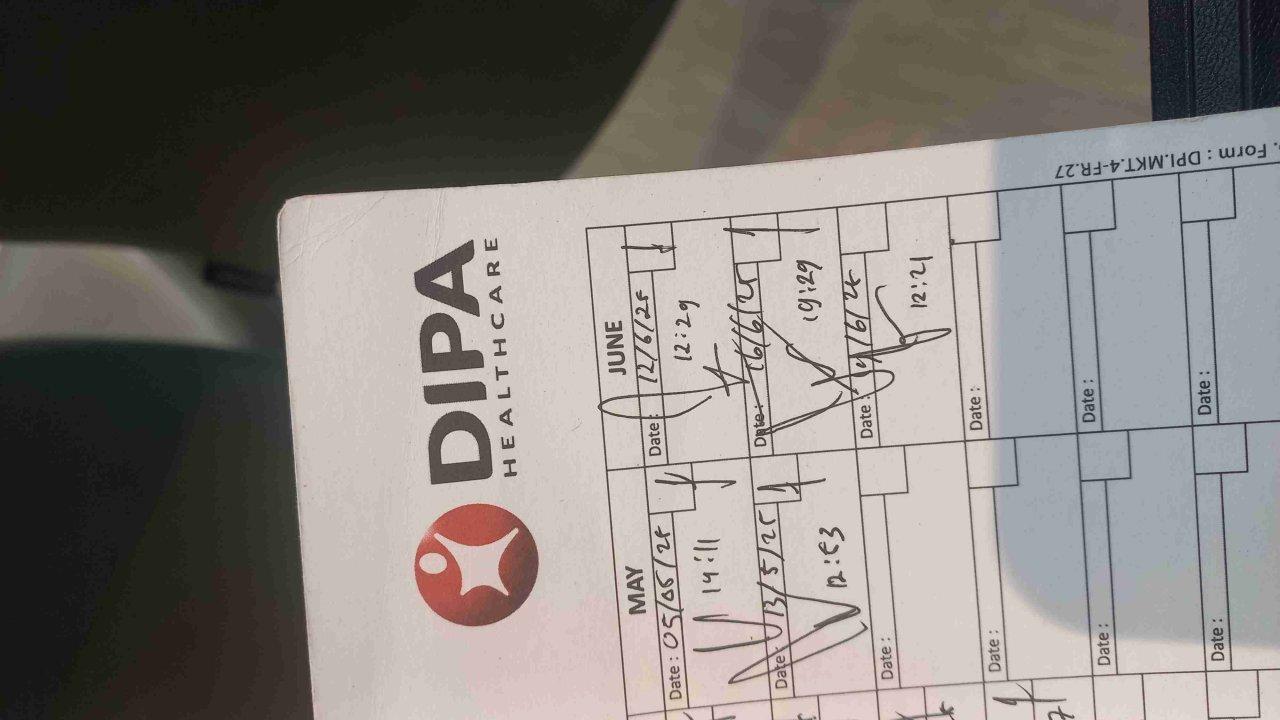 DIPA
HEALTHCARE
Form : DPI.MKT.4-FR.27
MAY
JUNE
Date : 05/05/25
14:11
Date : 12/6/25
12:29
Date : 13/5/25
12:53
Date : 16/6/25
19:29
Date :
Date : 19/6/25
12:21
Date :
Date :
Date :
Date :
Date :
Date :